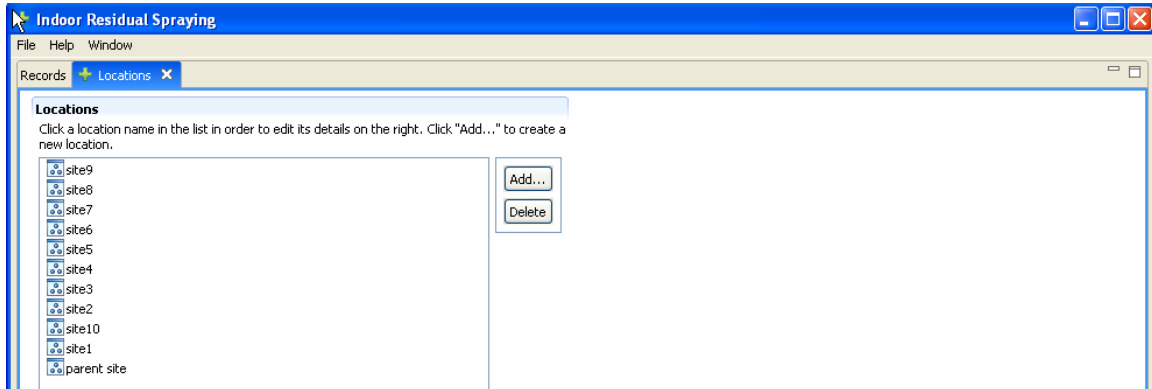 Indoor Residual Spraying
File Help Window
Records Locations
Locations
Click a location name in the list in order to edit its details on the right. Click "Add..." to create a
new location.
site9
site8
site7
site6
site5
site4
site3
site2
site10
site1
parent site
Add...
Delete